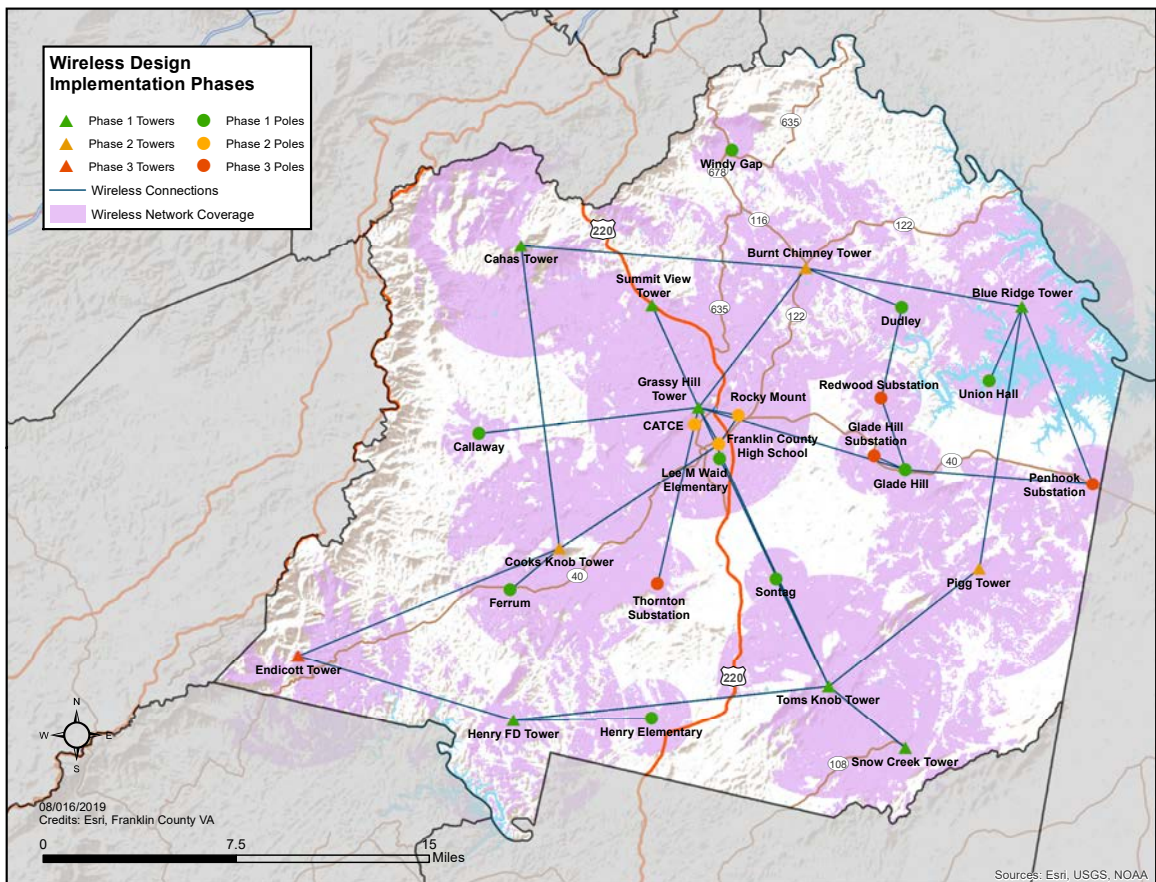 Wireless Design
Implementation Phases
Phase 1 Towers
Phase 1 Poles
Phase 2 Towers
Phase 2 Poles
Phase 3 Towers
Phase 3 Poles
Wireless Connections
Wireless Network Coverage
635
Windy Gap
678
116
122
220
Cahas Tower
Burnt Chimney Tower
Summit View
Tower
Blue Ridge Tower
635
122
Dudley
Grassy Hill
Tower
Rocky Mount
Redwood Substation
Union Hall
CATCE
Callaway
Franklin County
High School
Glade Hill
Substation
40
Lee M Waid
Elementary
Glade Hill
Penhook
Substation
Cooks Knob Tower
40
Ferrum
Thornton
Substation
Sontag
Pigg Tower
Endicott Tower
220
Toms Knob Tower
Henry FD Tower
Henry Elementary
108
Snow Creek Tower
N
W
E
S
08/016/2019
Credits: Esri, Franklin County VA
0
7.5
15
Miles
Sources: Esri, USGS, NOAA